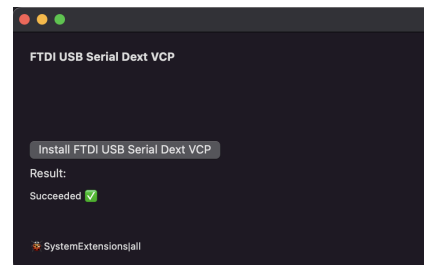 FTDI USB Serial Dext VCP
Install FTDI USB Serial Dext VCP
Result:
Succeeded ✅
SystemExtensions|all